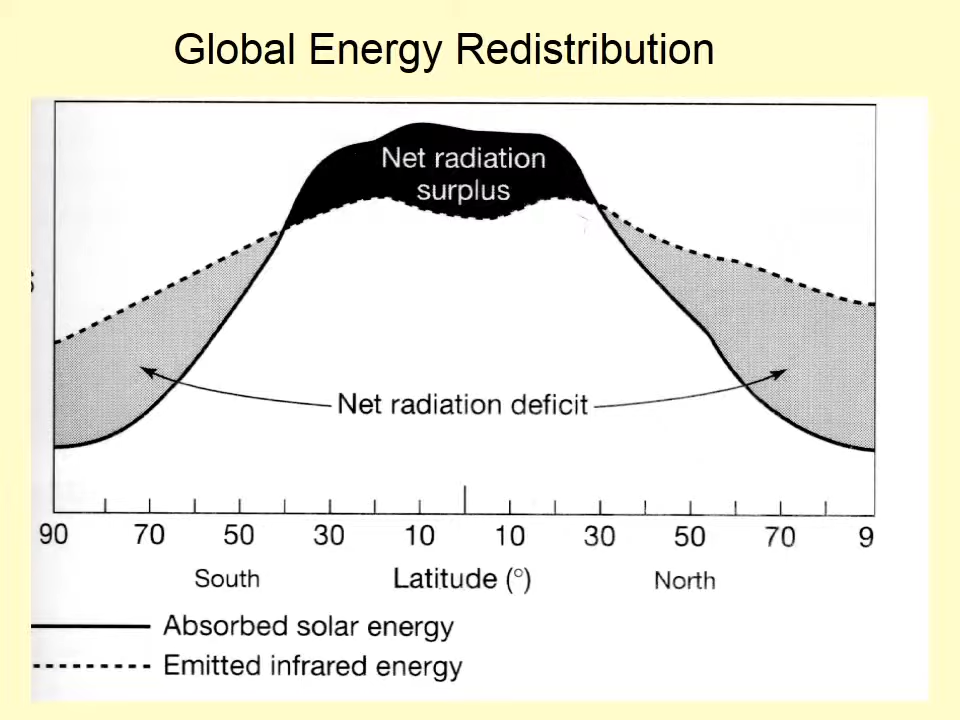 Global Energy Redistribution
Net radiation
surplus
Net radiation deficit
90 70 50 30 10 10 30 50 70 9
South Latitude (°) North
Absorbed solar energy
Emitted infrared energy